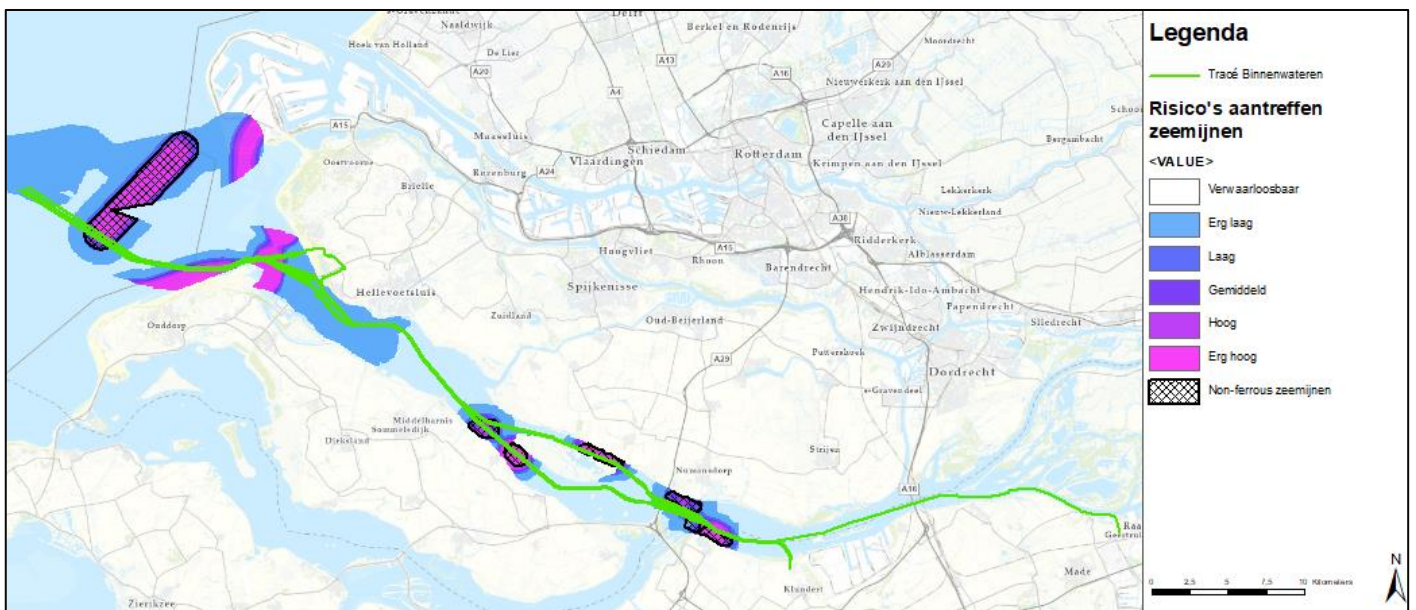 Naaldwijk
Delft
Berkel en Rodenrijs
Moordrecht
Hoek van Holland
De Lier
A20
A13
A16
A20
Nieuwerkerk aan den IJssel
A4
A15
Maassluis
Capelle aan
den IJssel
Bergambacht
Schiedam
Vlaardingen
Rotterdam
Krimpen aan den IJssel
Oostvoorne
Rozenburg
A24
Brielle
Lekkerkerk
Nieuw-Lekkerland
A38
Ridderkerk
Hoogvliet
A15
Rhoon
Barendrecht
Alblasserdam
Spijkenisse
Hendrik-Ido-Ambacht
Papendrecht
Hellevoetsluis
Zuidland
Oud-Beijerland
Sliedrecht
Ouddorp
Zwijndrecht
A29
Puttershoek
Dordrecht
's-Gravendeel
Middelharnis
Sommelsdijk
Dirksland
Strijen
Numansdorp
A16
Made
Klundert
Zierikzee
Legenda
Tracé Binnenwateren
Risico's aantreffen
zeemijnen
<VALUE>
Verwaarloosbaar
Erg laag
Laag
Gemiddeld
Hoog
Erg hoog
Non-ferrous zeemijnen
N
0 2,5 5 7,5 10 Kilometers